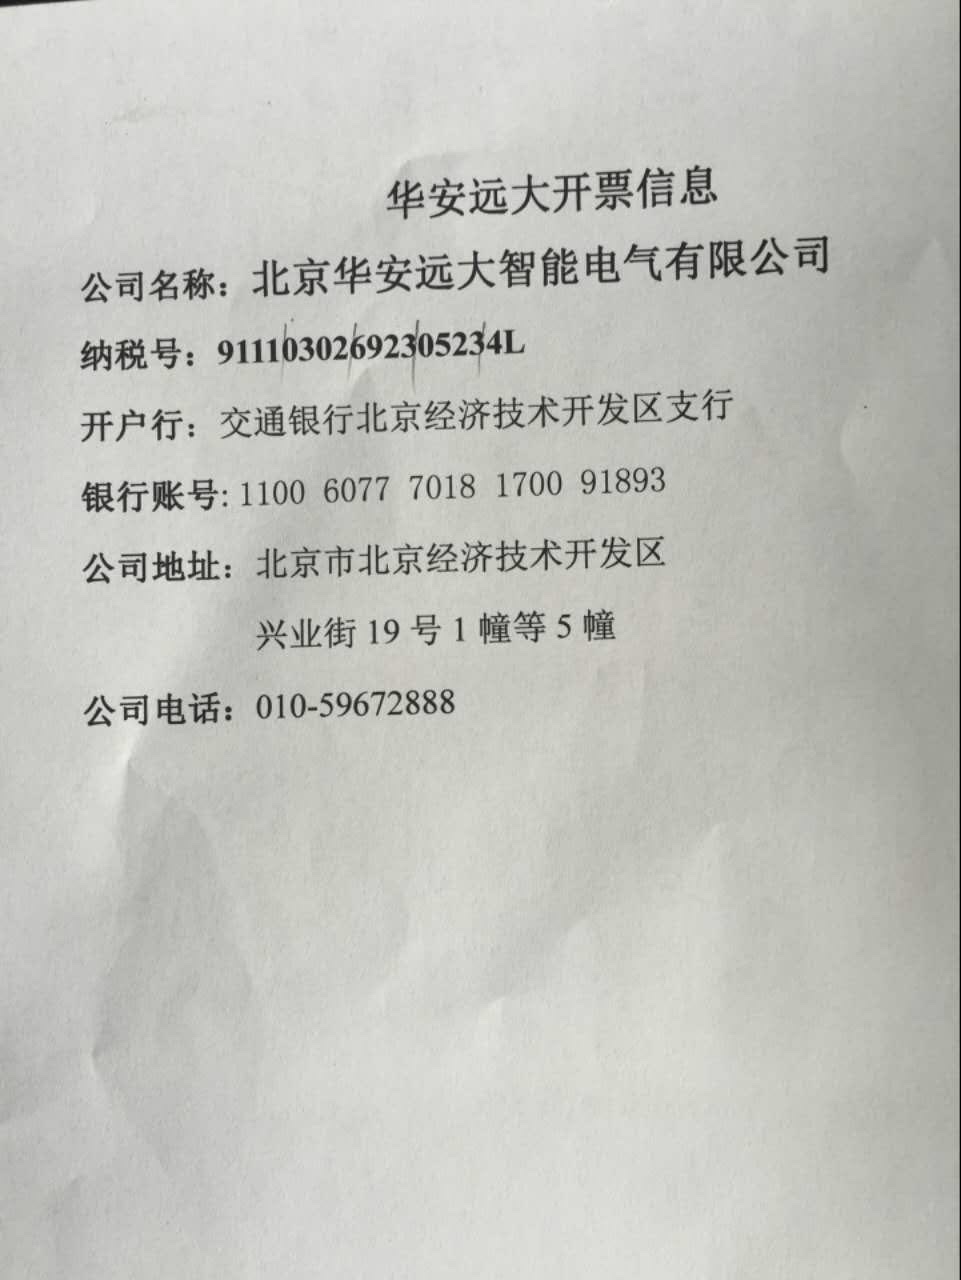 华安远大开票信息
公司名称：北京华安远大智能电气有限公司
纳税号：91110302692305234L
开户行：交通银行北京经济技术开发区支行
银行账号: 1100 6077 7018 1700 91893
公司地址：北京市北京经济技术开发区
兴业街 19 号 1 幢等 5 幢
公司电话：010-59672888